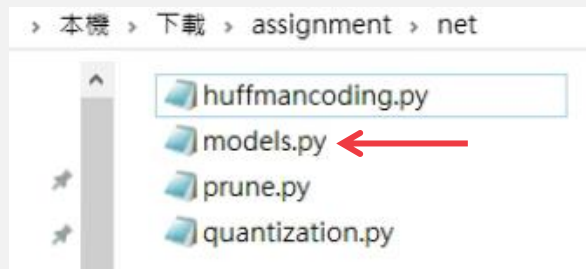 › 本機 › 下載 › assignment › net
huffmancoding.py
models.py
prune.py
quantization.py